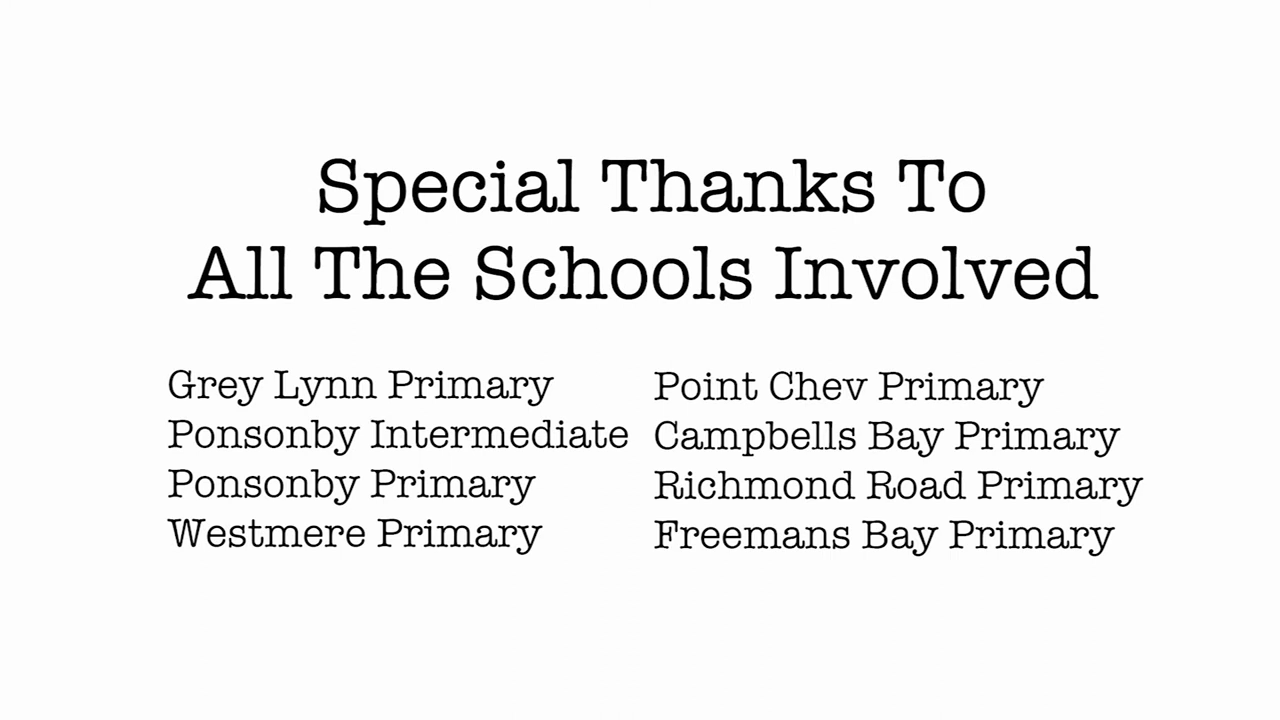 Special Thanks To
All The Schools Involved
Grey Lynn Primary
Ponsonby Intermediate
Ponsonby Primary
Westmere Primary
Point Chev Primary
Campbells Bay Primary
Richmond Road Primary
Freemans Bay Primary